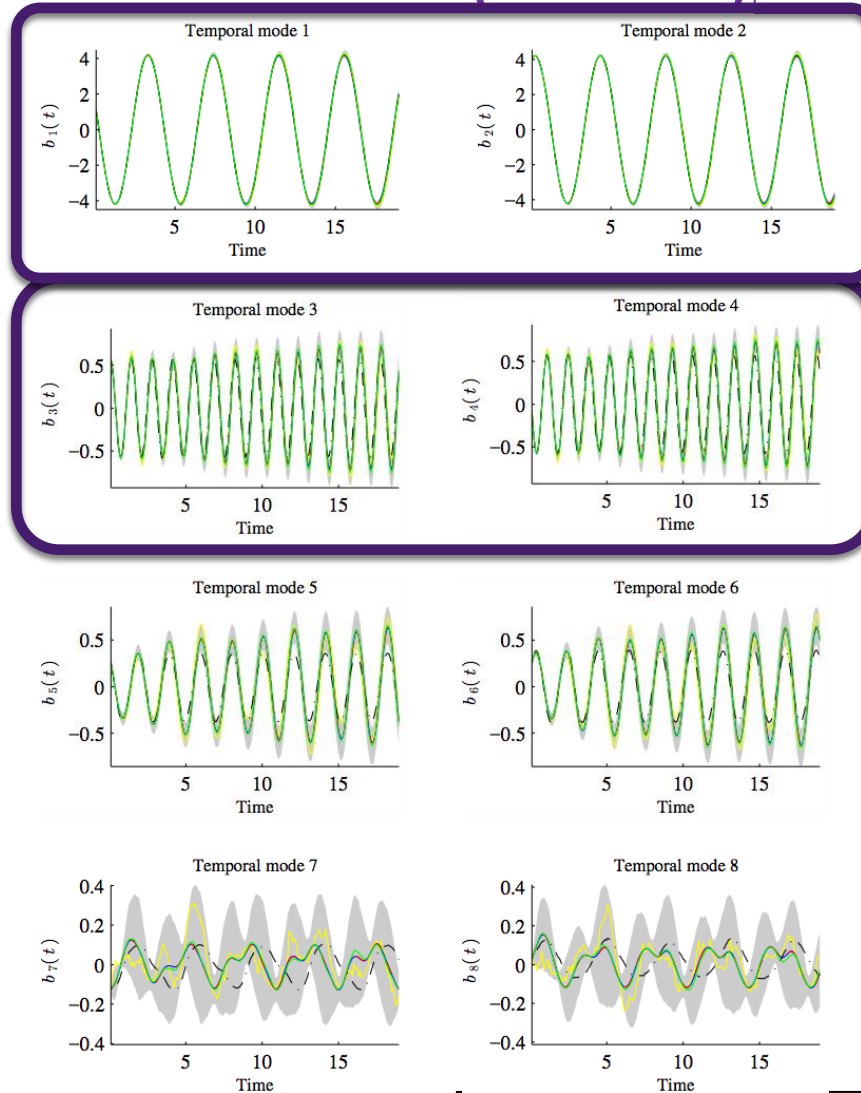 Temporal mode 1
4
2
0
−2
−4
b₁(t)
5 10 15
Time
Temporal mode 2
4
2
0
−2
−4
b₂(t)
5 10 15
Time
Temporal mode 3
0.5
0
−0.5
b₃(t)
5 10 15
Time
Temporal mode 4
0.5
0
−0.5
b₄(t)
5 10 15
Time
Temporal mode 5
0.5
0
−0.5
b₅(t)
5 10 15
Time
Temporal mode 6
0.5
0
−0.5
b₆(t)
5 10 15
Time
Temporal mode 7
0.4
0.2
0
−0.2
−0.4
b₇(t)
5 10 15
Time
Temporal mode 8
0.4
0.2
0
−0.2
−0.4
b₈(t)
5 10 15
Time